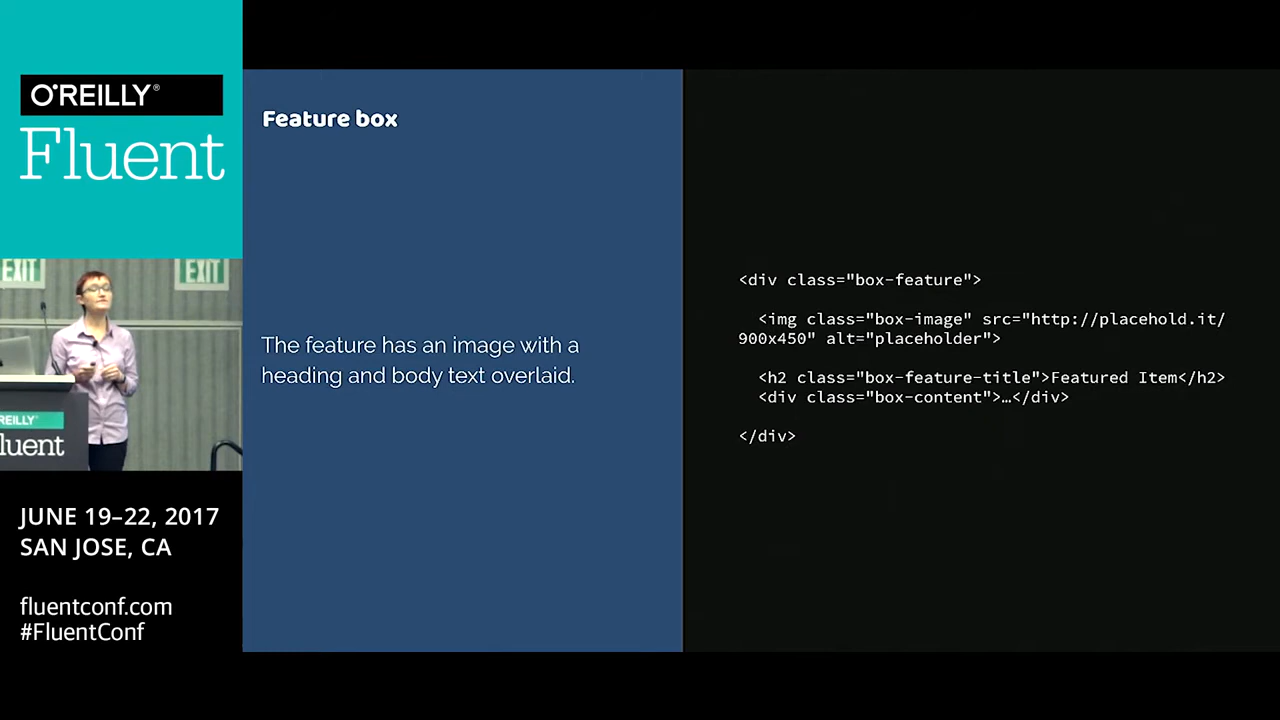 O'REILLY®
Fluent
EXIT
EXIT
REILLY
luent
JUNE 19–22, 2017
SAN JOSE, CA
fluentconf.com
#FluentConf
Feature box
The feature has an image with a
heading and body text overlaid.
<div class="box-feature">
<img class="box-image" src="http://placehold.it/
900x450" alt="placeholder">
<h2 class="box-feature-title">Featured Item</h2>
<div class="box-content">…</div>
</div>